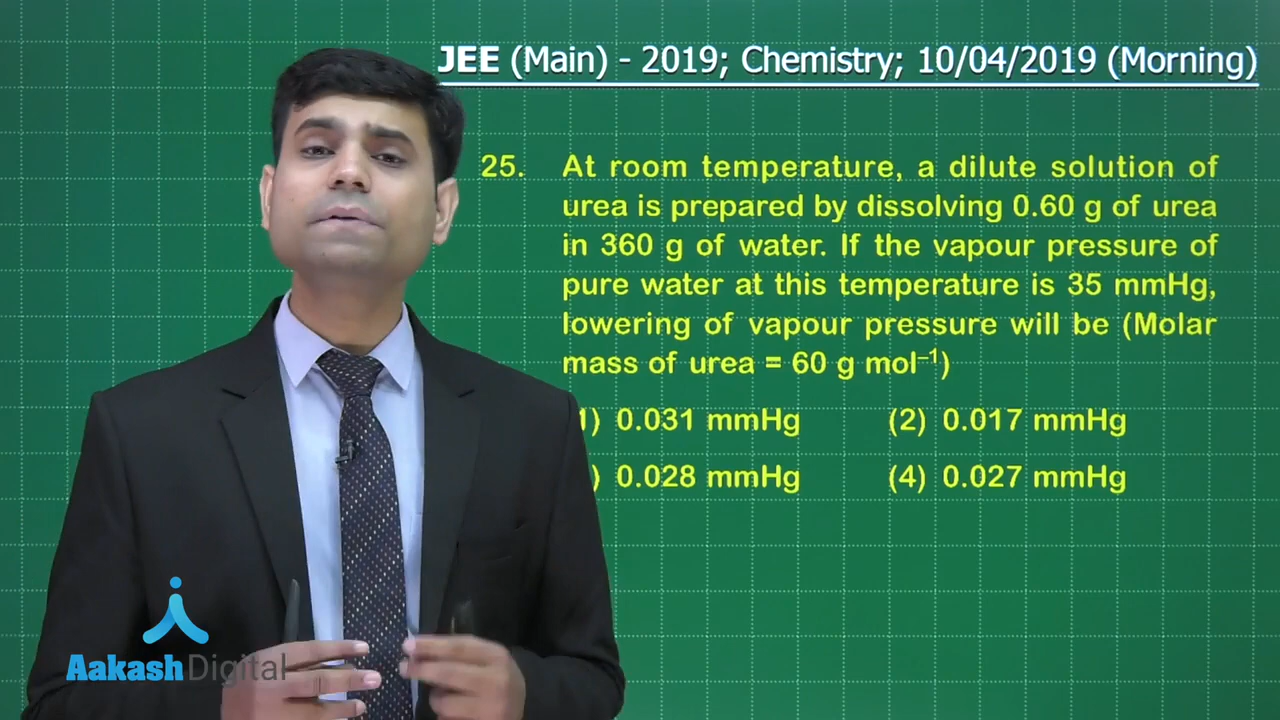 JEE (Main) - 2019; Chemistry; 10/04/2019 (Morning)
25. At room temperature, a dilute solution of
urea is prepared by dissolving 0.60 g of urea
in 360 g of water. If the vapour pressure of
pure water at this temperature is 35 mmHg,
lowering of vapour pressure will be (Molar
mass of urea = 60 g mol⁻¹)
1) 0.031 mmHg (2) 0.017 mmHg
) 0.028 mmHg (4) 0.027 mmHg
Aakash Digital